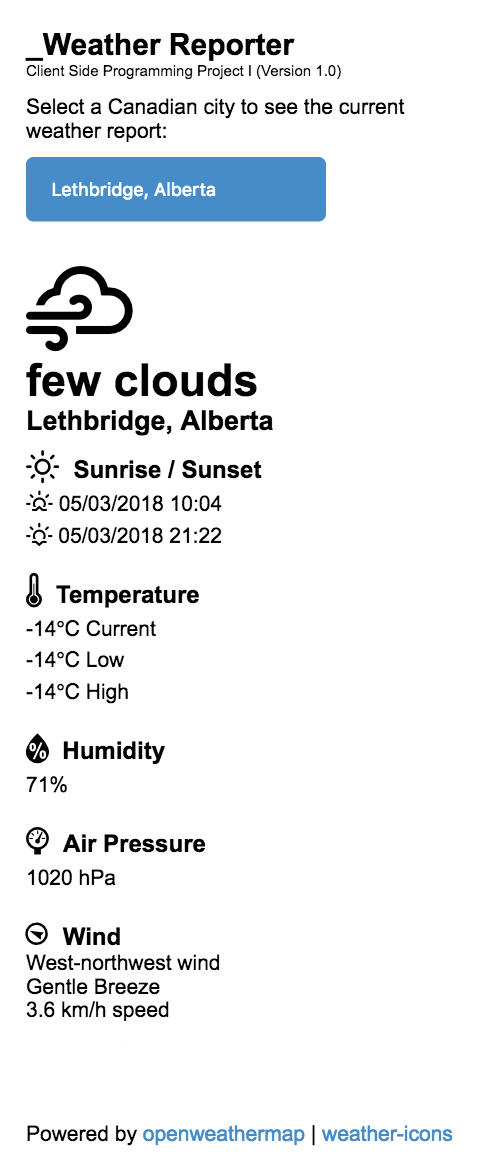 _Weather Reporter
Client Side Programming Project I (Version 1.0)
Select a Canadian city to see the current
weather report:
Lethbridge, Alberta
few clouds
Lethbridge, Alberta
Sunrise / Sunset
05/03/2018 10:04
05/03/2018 21:22
Temperature
-14°C Current
-14°C Low
-14°C High
% Humidity
71%
Air Pressure
1020 hPa
Wind
West-northwest wind
Gentle Breeze
3.6 km/h speed
Powered by openweathermap | weather-icons